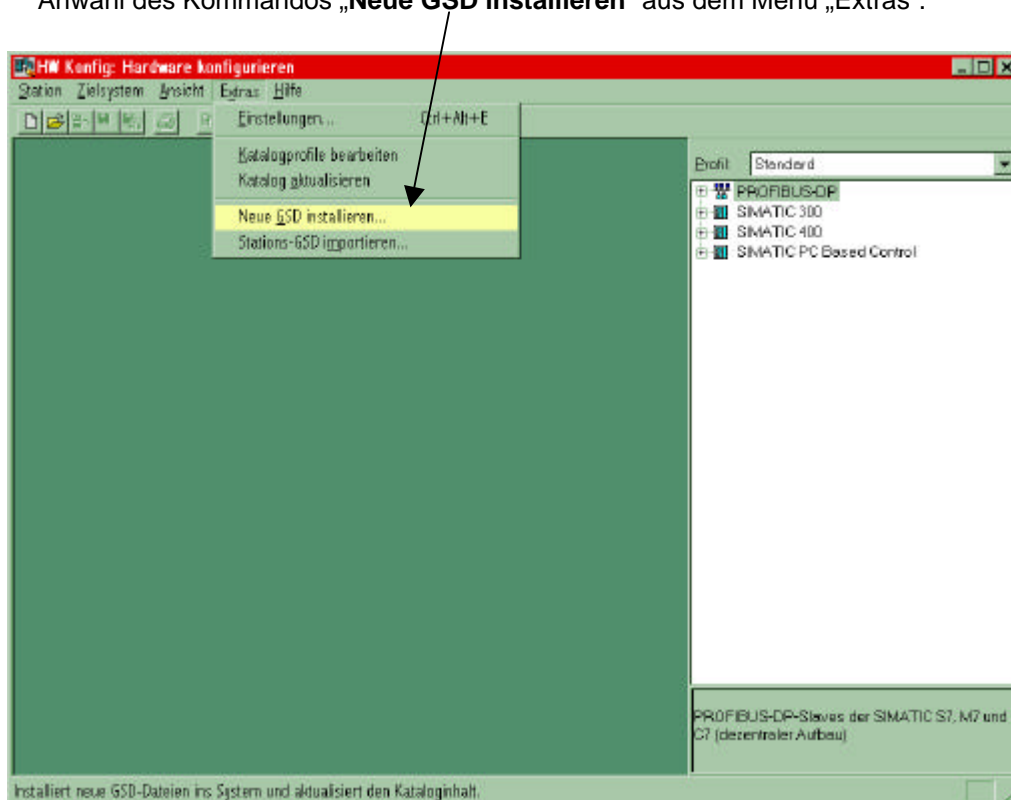 Anwahl des Kommandos „Neue GSD installieren“ aus dem Menü „Extras“.
HW Konfig: Hardware konfigurieren
Station Zielsystem Ansicht Extras Hilfe
Einstellungen... Ctrl+Alt+E
Katalogprofile bearbeiten
Katalog aktualisieren
Neue GSD installieren...
Stations-GSD importieren...
Profil Standard
PROFIBUS-DP
SIMATIC 300
SIMATIC 400
SIMATIC PC Based Control
PROFIBUS-DP-Slaves der SIMATIC S7, M7 und
C7 (dezentraler Aufbau)
Installiert neue GSD-Dateien ins System und aktualisiert den Kataloginhalt.